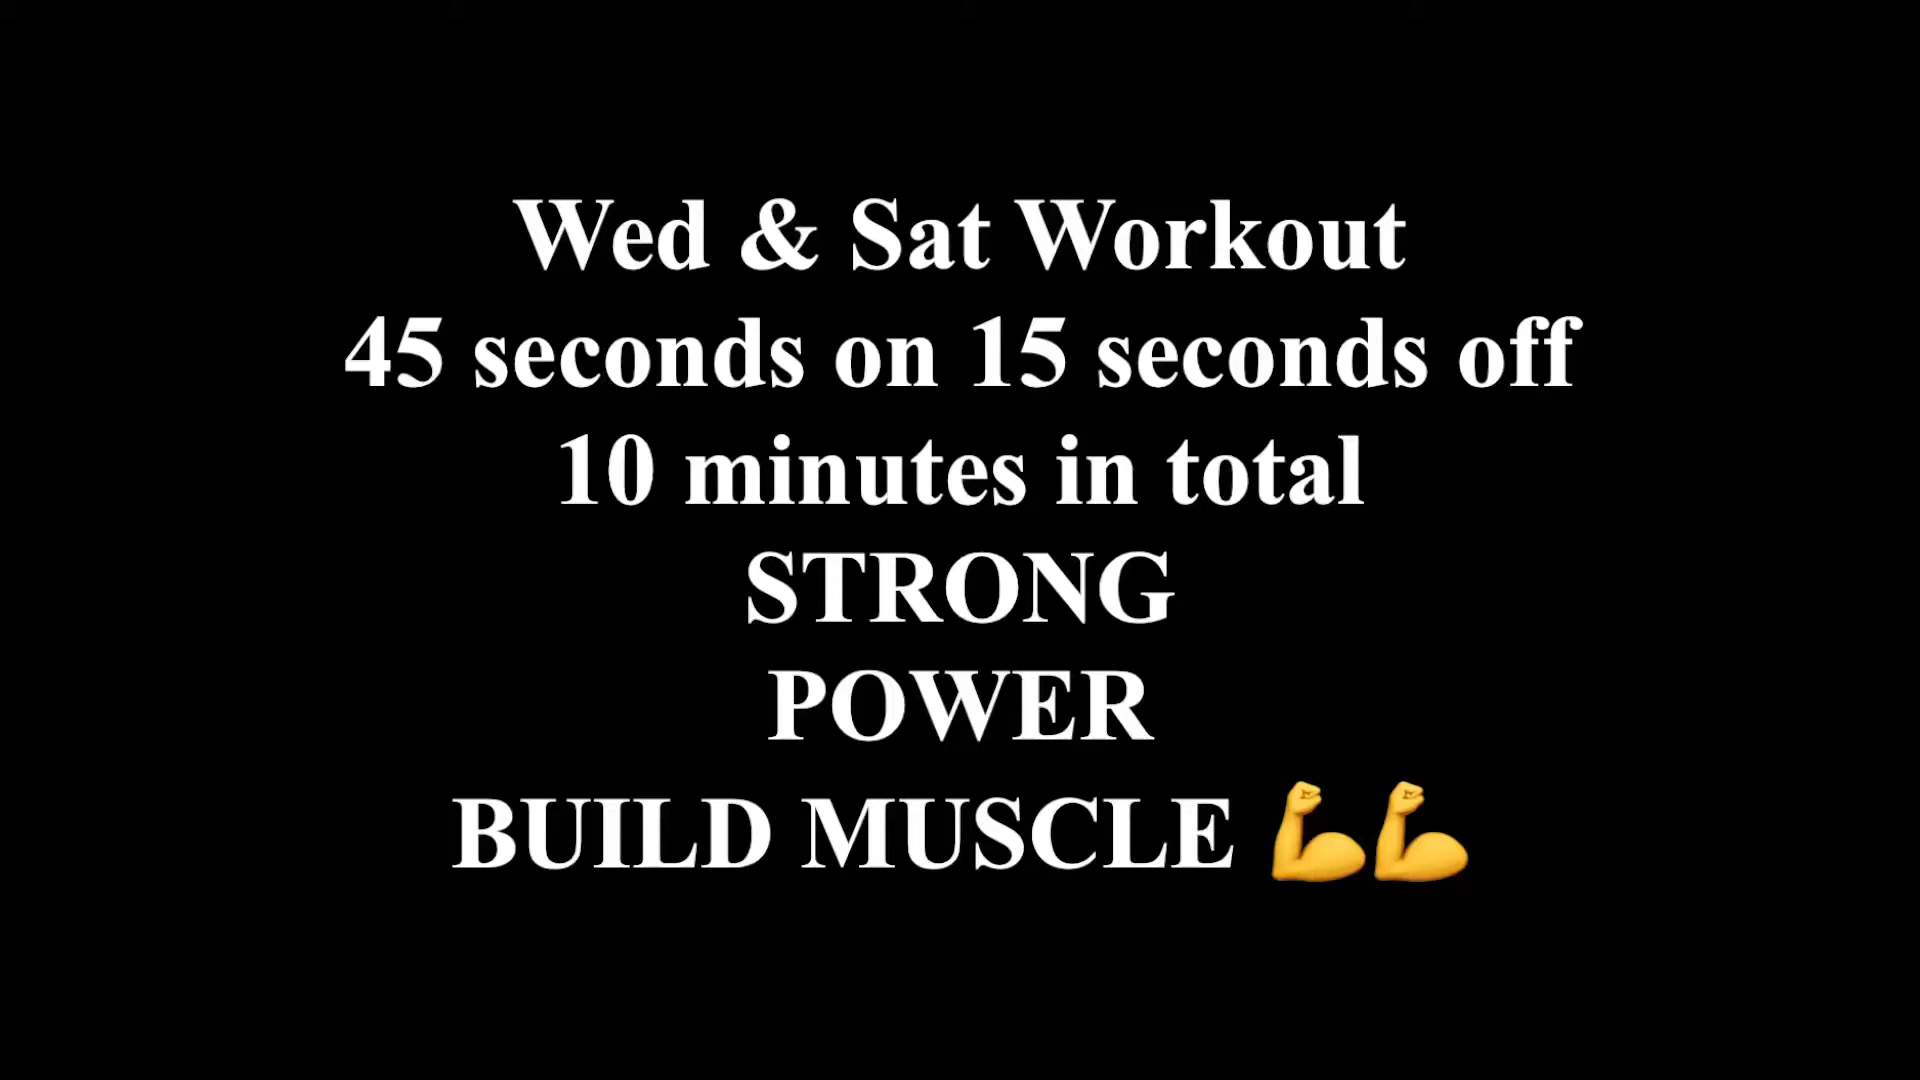 Wed & Sat Workout
45 seconds on 15 seconds off
10 minutes in total
STRONG
POWER
BUILD MUSCLE 💪💪